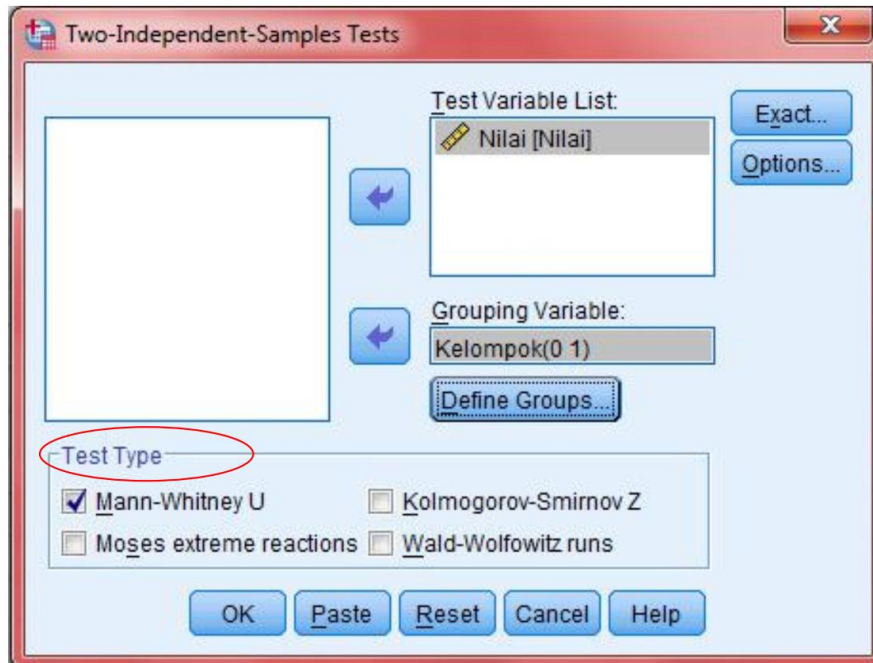 Two-Independent-Samples Tests
Test Variable List:
Nilai [Nilai]
Exact...
Options...
Grouping Variable:
Kelompok(0 1)
Define Groups...
Test Type
Mann-Whitney U
Kolmogorov-Smirnov Z
Moses extreme reactions
Wald-Wolfowitz runs
OK
Paste
Reset
Cancel
Help